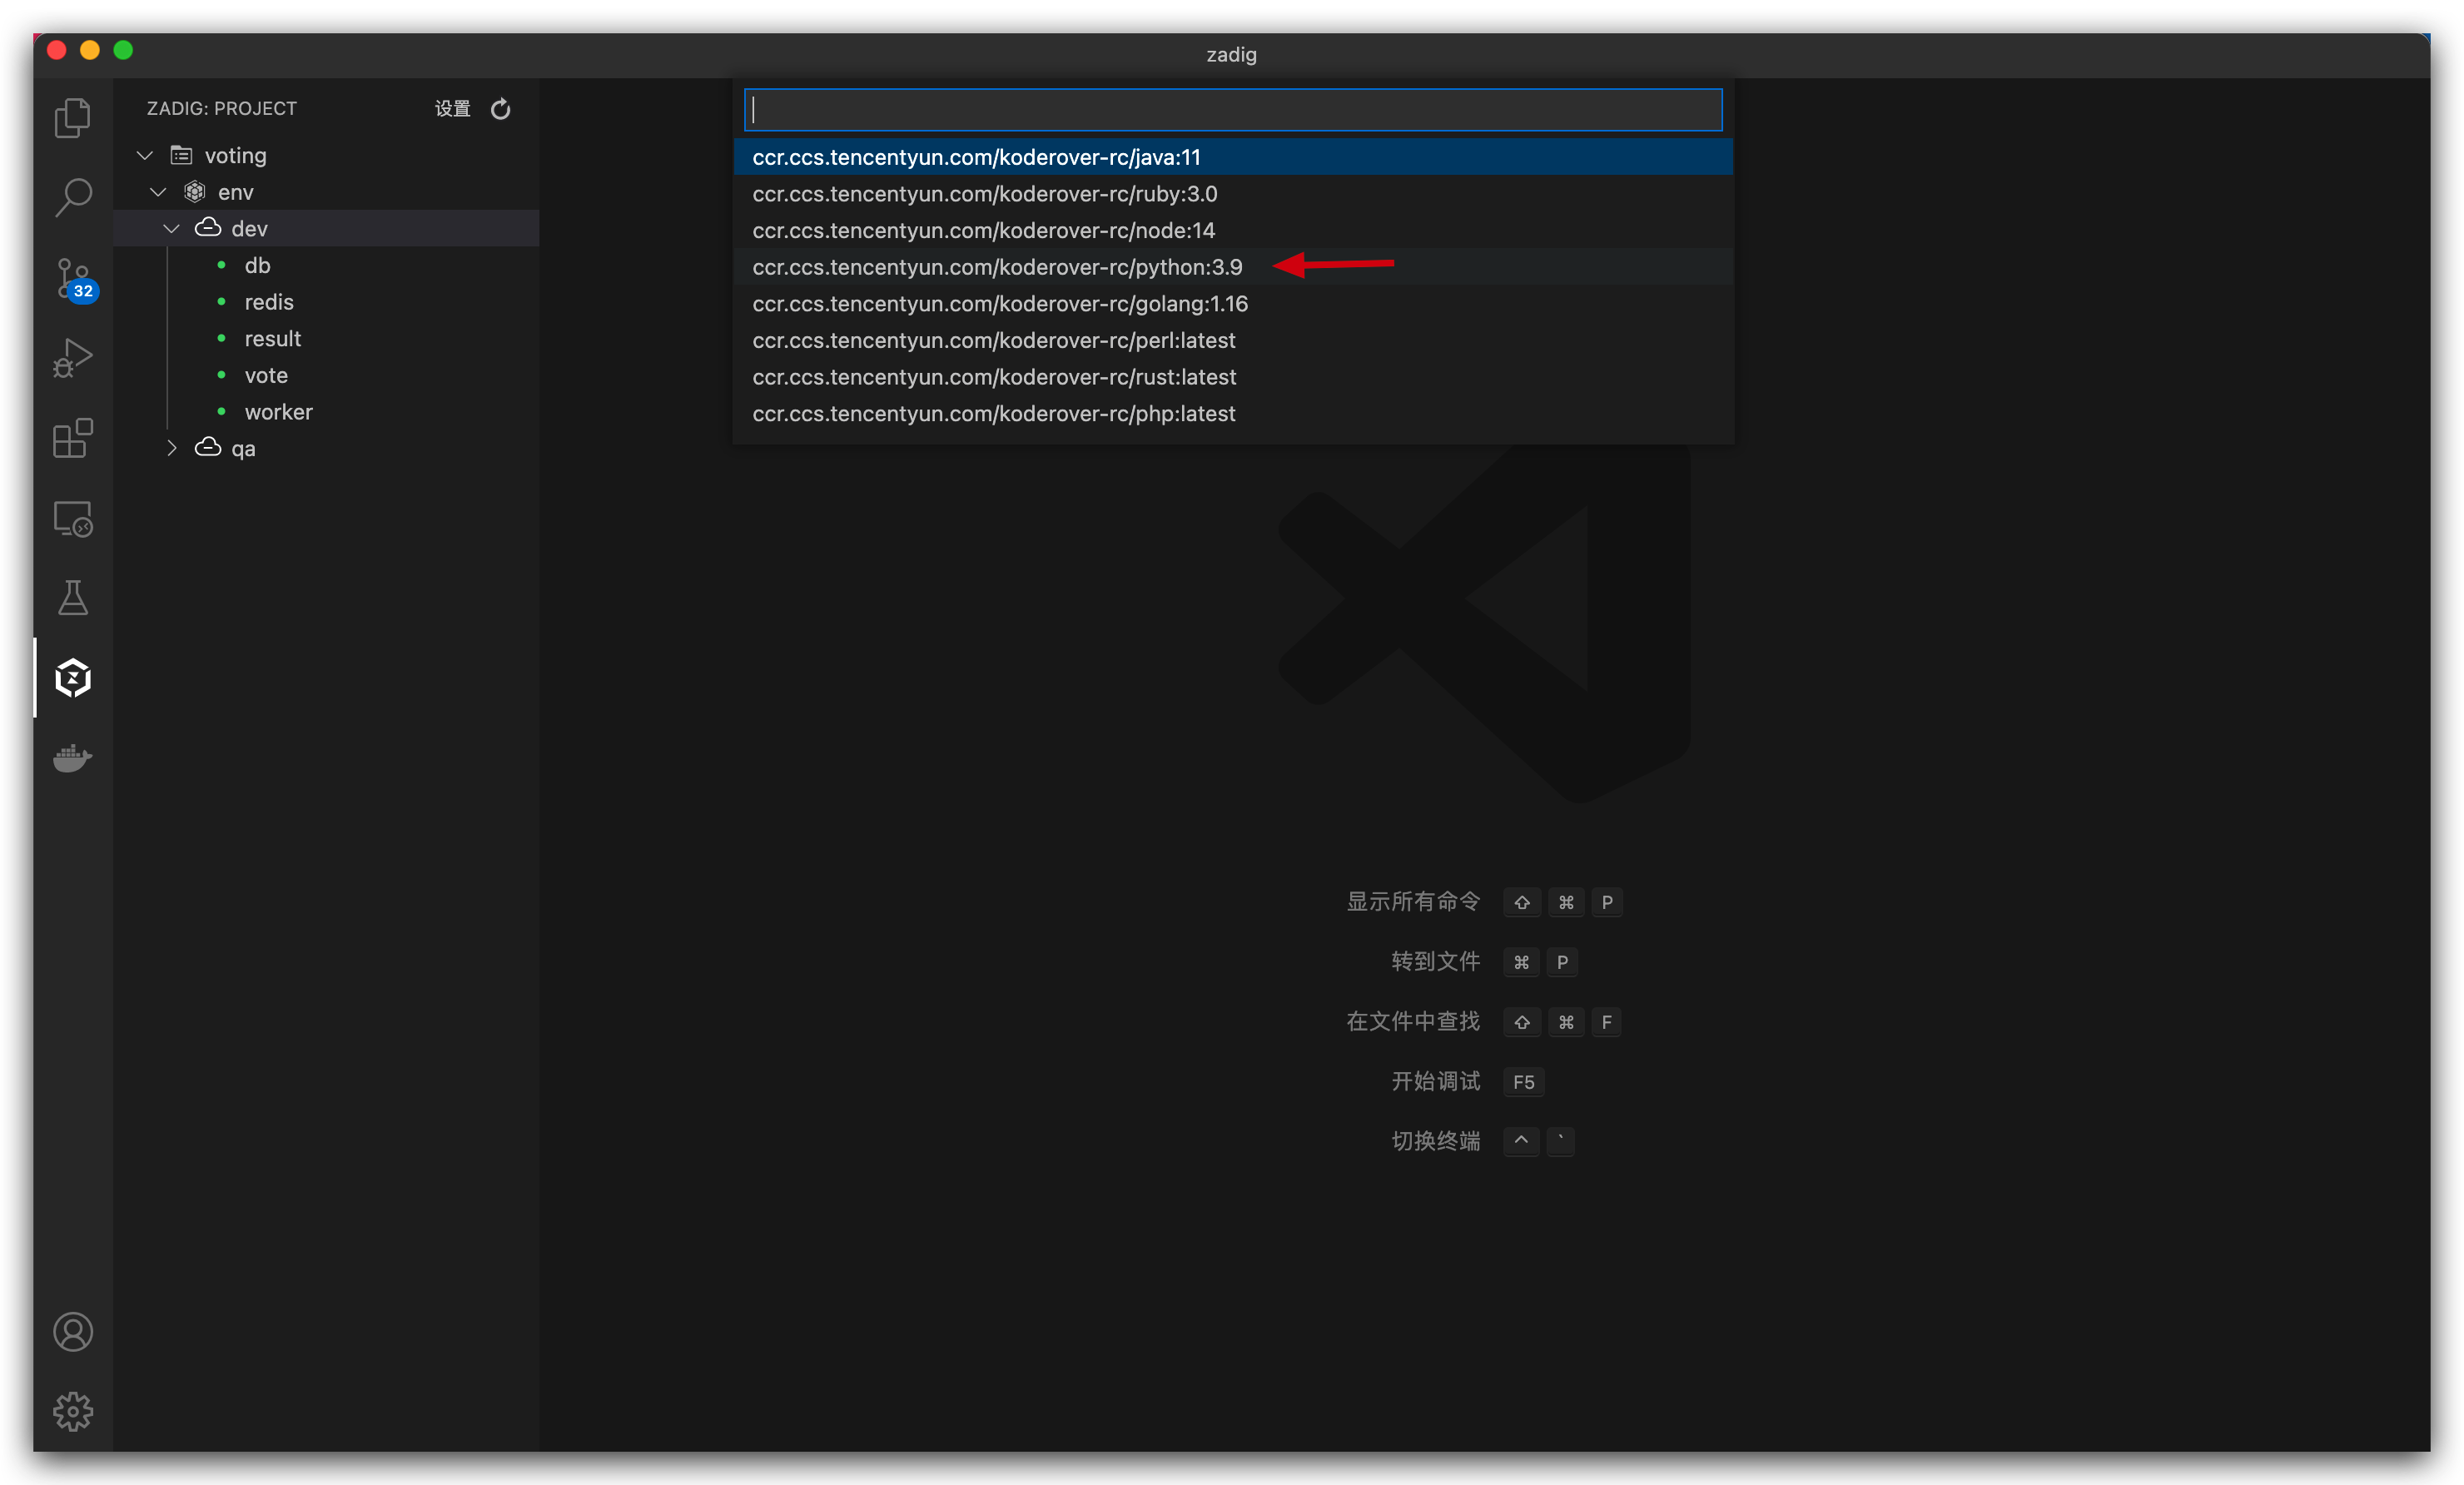 zadig
ZADIG: PROJECT 设置
voting
env
dev
db
redis
result
vote
worker
qa
32
ccr.ccs.tencentyun.com/koderover-rc/java:11
ccr.ccs.tencentyun.com/koderover-rc/ruby:3.0
ccr.ccs.tencentyun.com/koderover-rc/node:14
ccr.ccs.tencentyun.com/koderover-rc/python:3.9
ccr.ccs.tencentyun.com/koderover-rc/golang:1.16
ccr.ccs.tencentyun.com/koderover-rc/perl:latest
ccr.ccs.tencentyun.com/koderover-rc/rust:latest
ccr.ccs.tencentyun.com/koderover-rc/php:latest
显示所有命令 ⇧ ⌘ P
转到文件 ⌘ P
在文件中查找 ⇧ ⌘ F
开始调试 F5
切换终端 ^ `